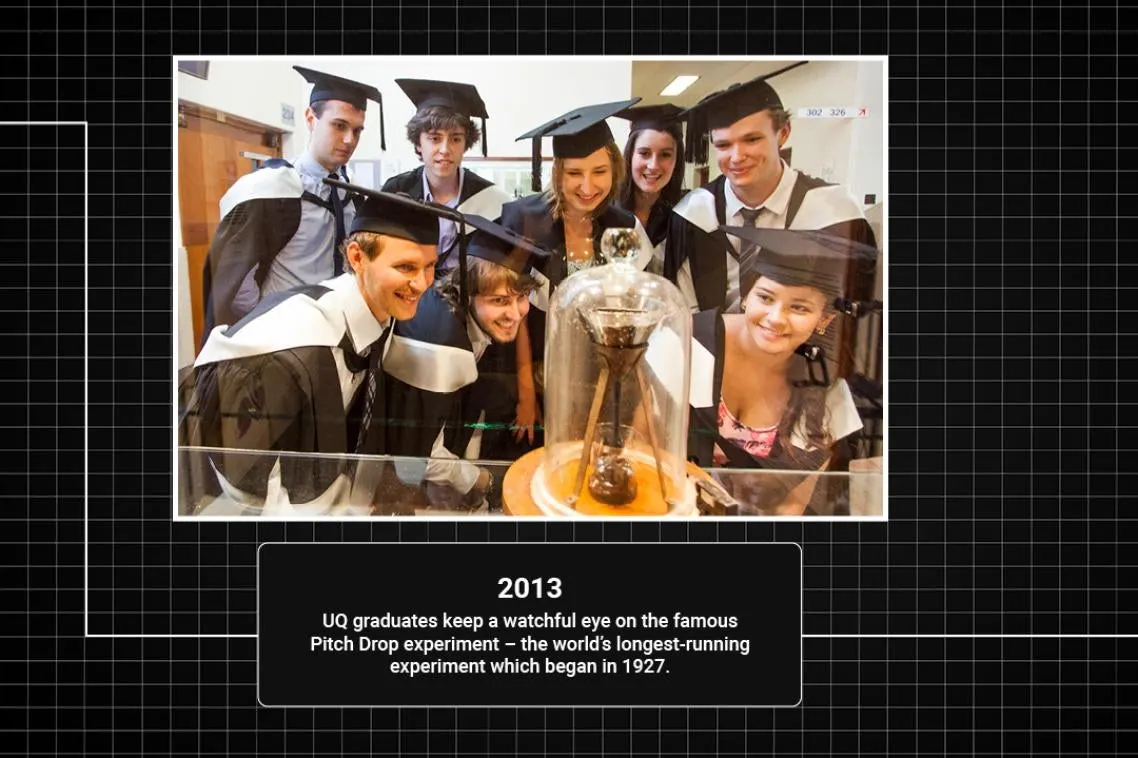 302 326
2013
UQ graduates keep a watchful eye on the famous
Pitch Drop experiment – the world's longest-running
experiment which began in 1927.